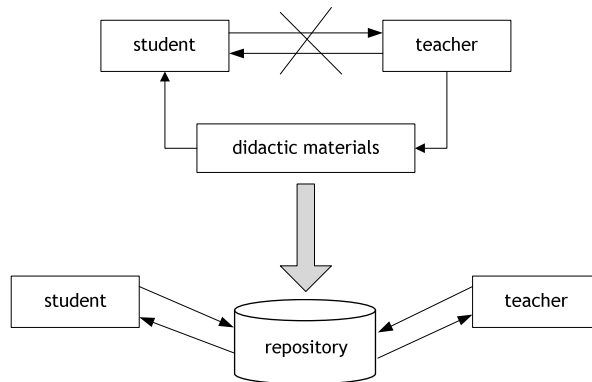 student
teacher
didactic materials
student
teacher
repository